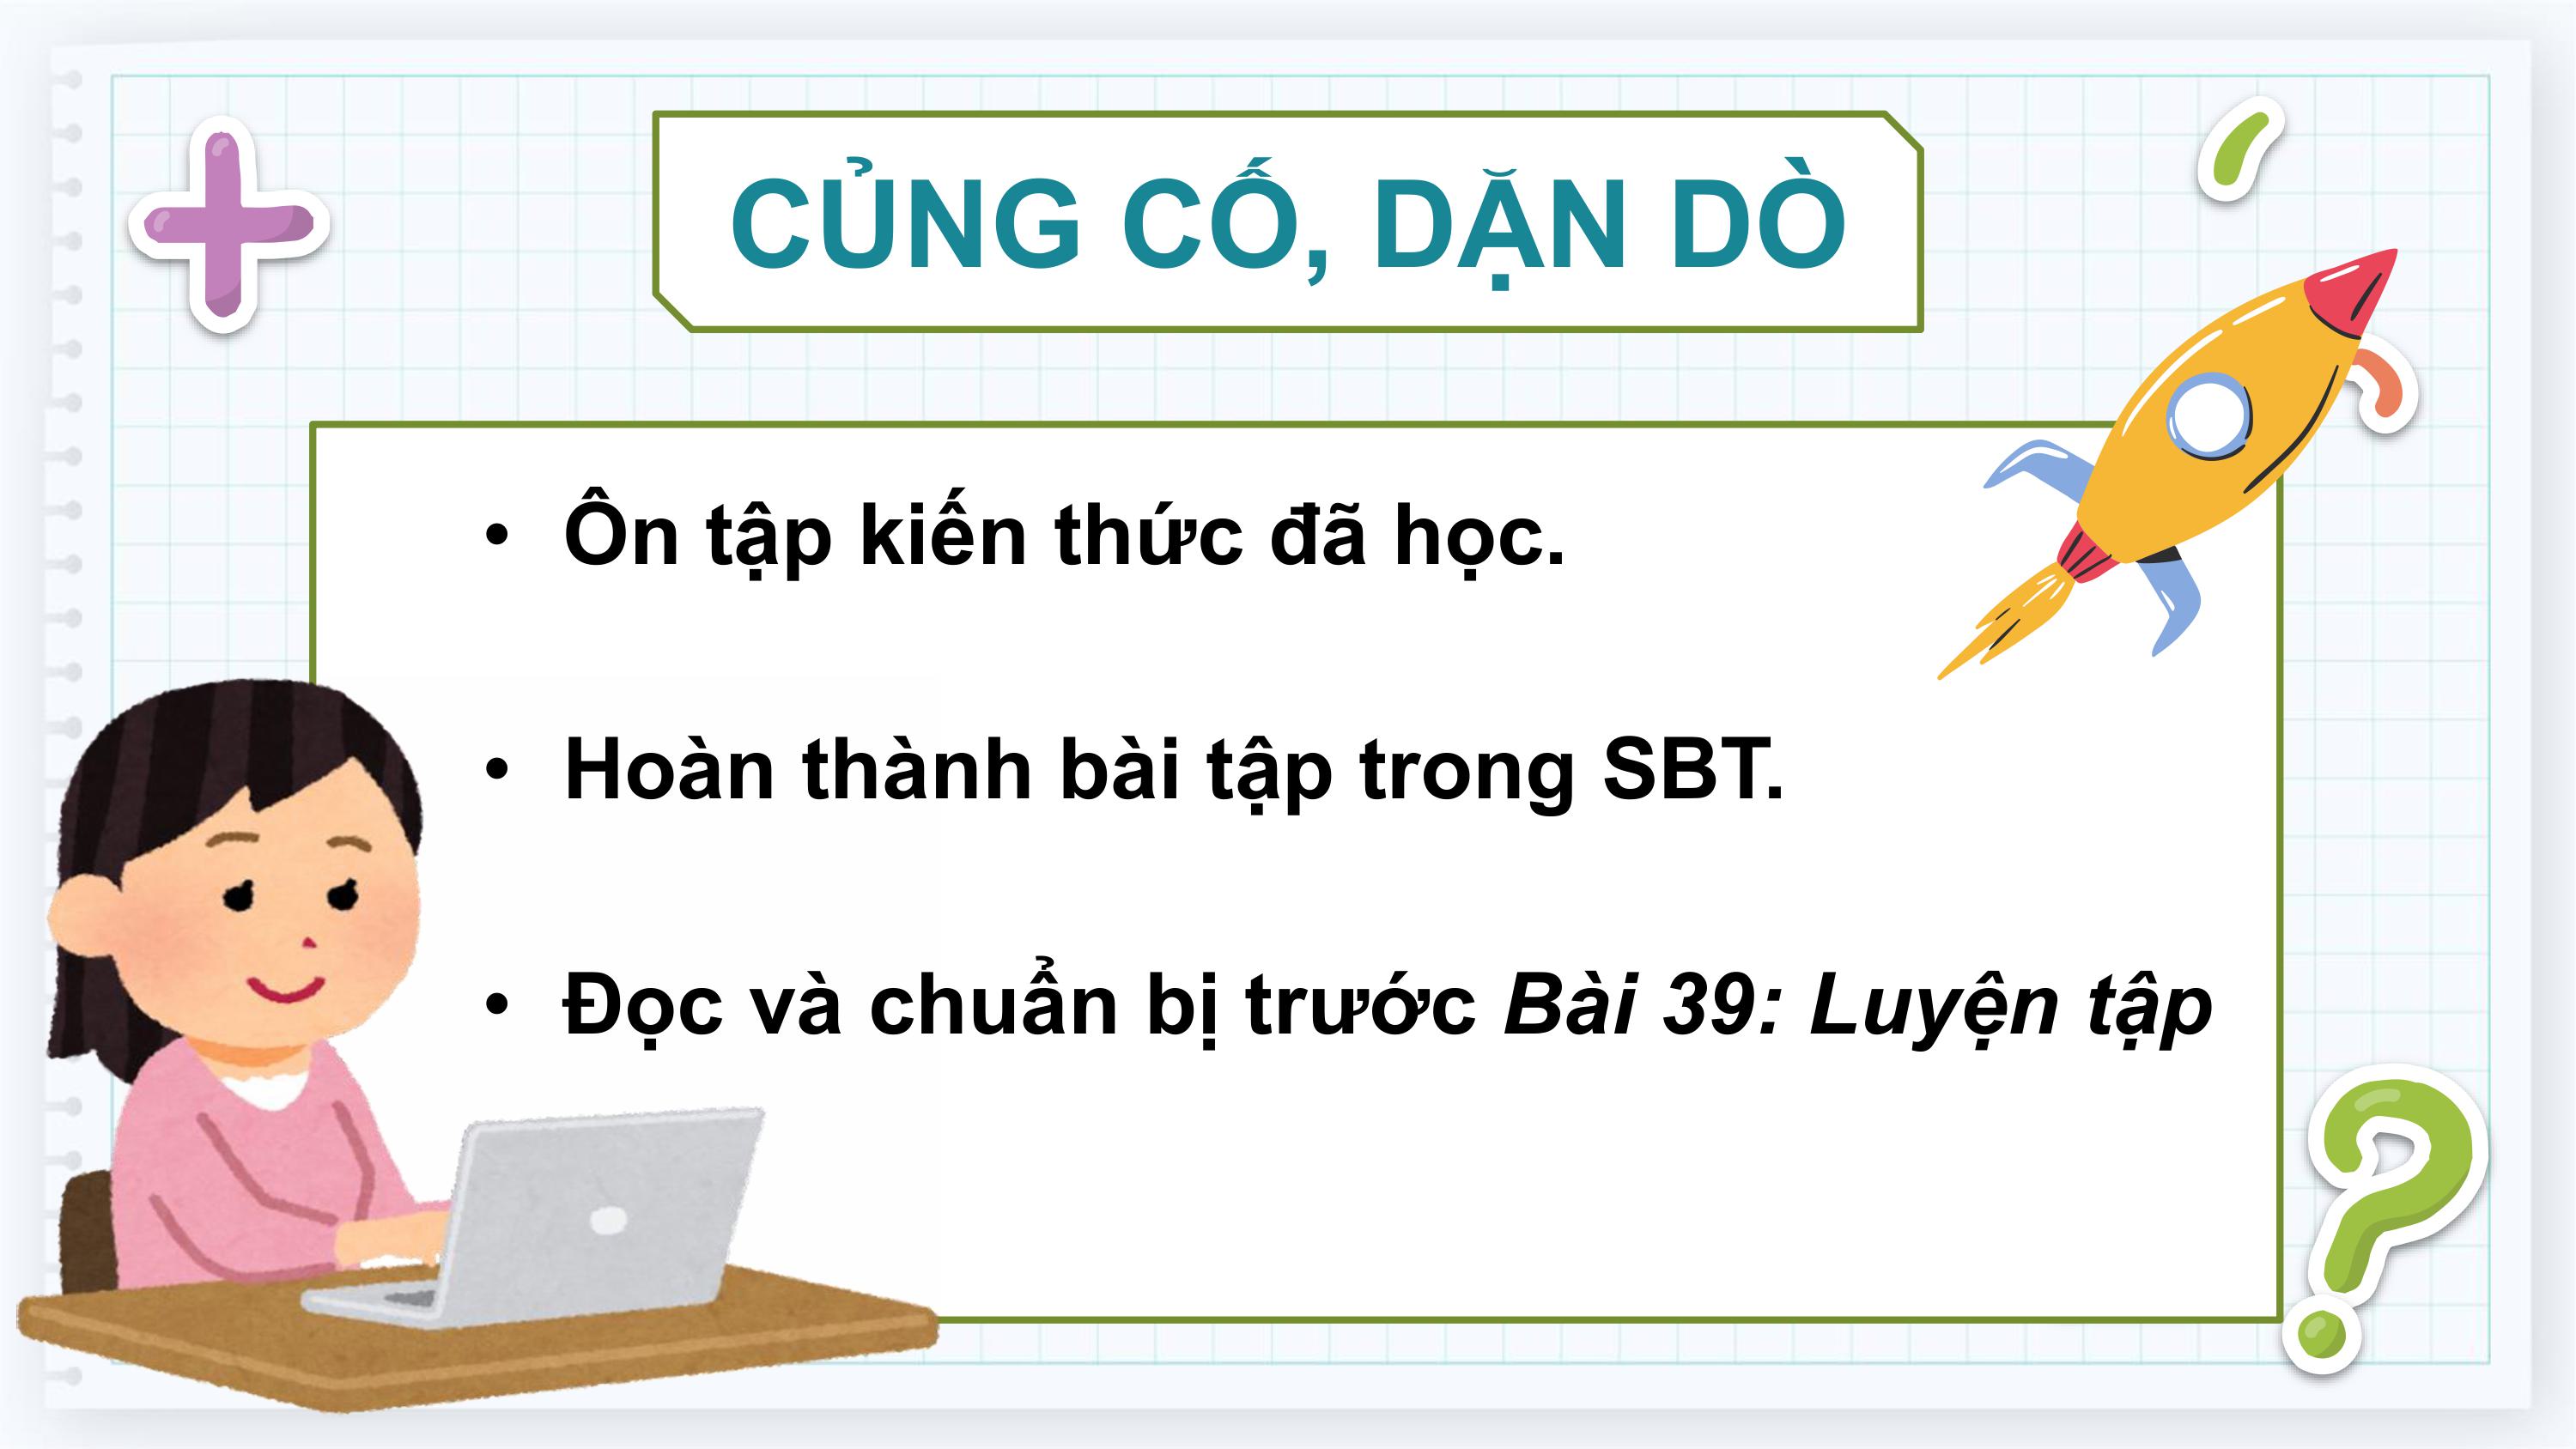 CỦNG CỐ, DẶN DÒ
• Ôn tập kiến thức đã học.
• Hoàn thành bài tập trong SBT.
• Đọc và chuẩn bị trước Bài 39: Luyện tập